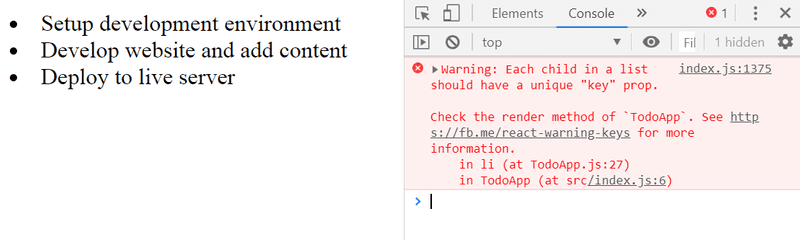 Setup development environment
Develop website and add content
Deploy to live server
Elements Console » 1
top Fil 1 hidden
Warning: Each child in a list index.js:1375
should have a unique "key" prop.
Check the render method of `TodoApp`. See http
s://fb.me/react-warning-keys for more
information.
in li (at TodoApp.js:27)
in TodoApp (at src/index.js:6)